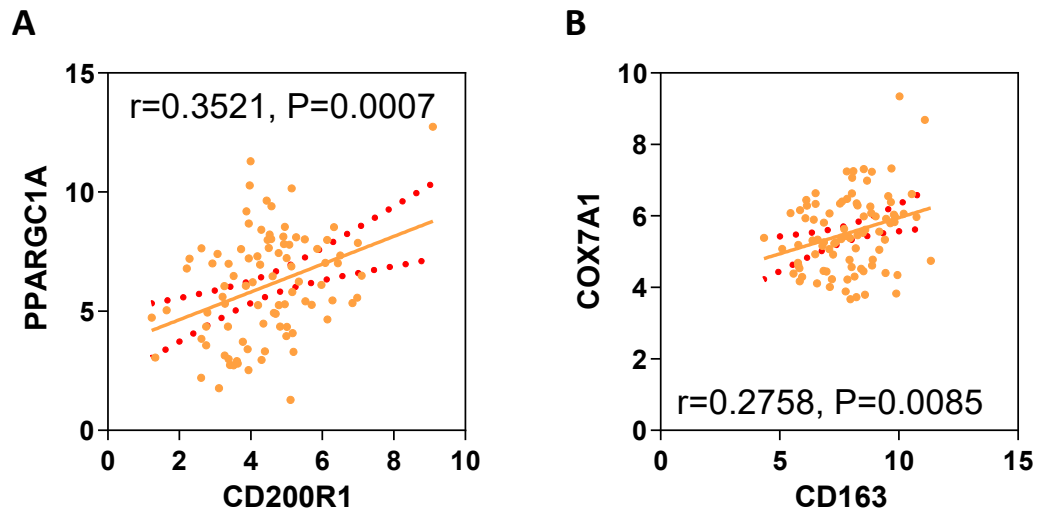 A
r=0.3521, P=0.0007
PPARGC1A
15
10
5
0
0 2 4 6 8 10
CD200R1
B
r=0.2758, P=0.0085
COX7A1
10
8
6
4
2
0
0 5 10 15
CD163